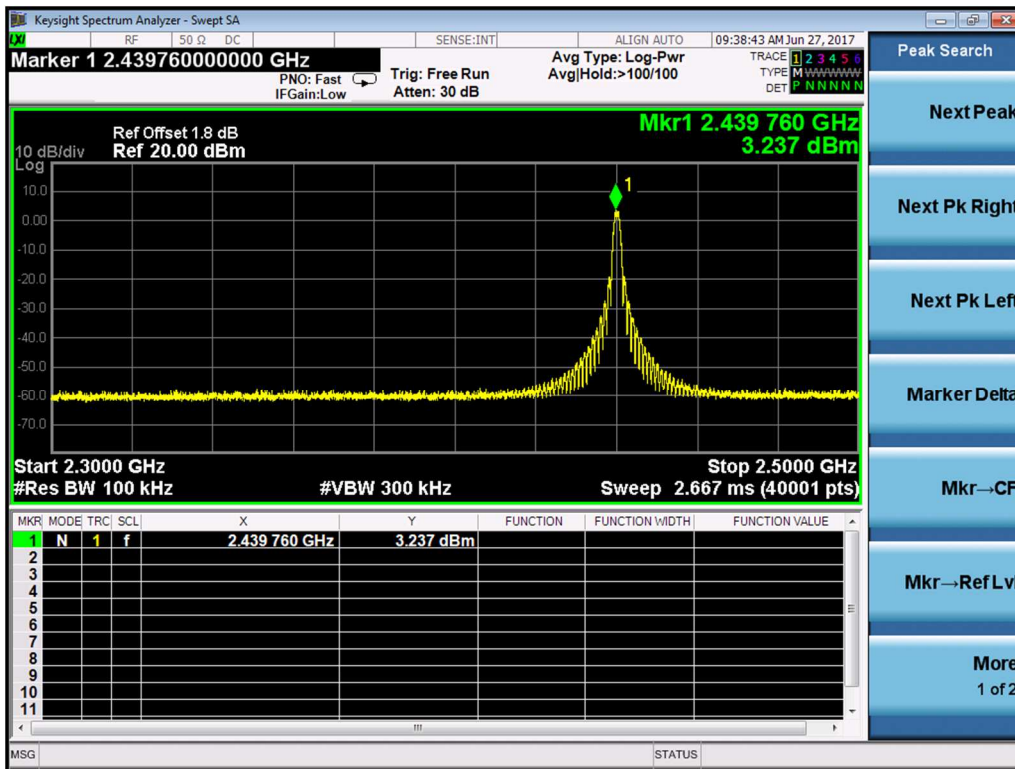 Keysight Spectrum Analyzer - Swept SA
LXI RF 50 Ω DC SENSE:INT ALIGN AUTO 09:38:43 AM Jun 27, 2017
Marker 1 2.439760000000 GHz
PNO: Fast
IFGain:Low
Trig: Free Run
Atten: 30 dB
Avg Type: Log-Pwr
Avg|Hold:>100/100
TRACE 1 2 3 4 5 6
TYPE M
DET P N N N N N
Mkr1 2.439 760 GHz
3.237 dBm
Ref Offset 1.8 dB
10 dB/div Ref 20.00 dBm
Log
1
10.0
0.00
-10.0
-20.0
-30.0
-40.0
-50.0
-60.0
-70.0
Start 2.3000 GHz Stop 2.5000 GHz
#Res BW 100 kHz #VBW 300 kHz Sweep 2.667 ms (40001 pts)
MKR MODE TRC SCL X Y FUNCTION FUNCTION WIDTH FUNCTION VALUE
1 N 1 f 2.439 760 GHz 3.237 dBm
2
3
4
5
6
7
8
9
10
11
MSG STATUS
Peak Search
Next Peak
Next Pk Right
Next Pk Left
Marker Delta
Mkr→CF
Mkr→Ref Lvl
More
1 of 2